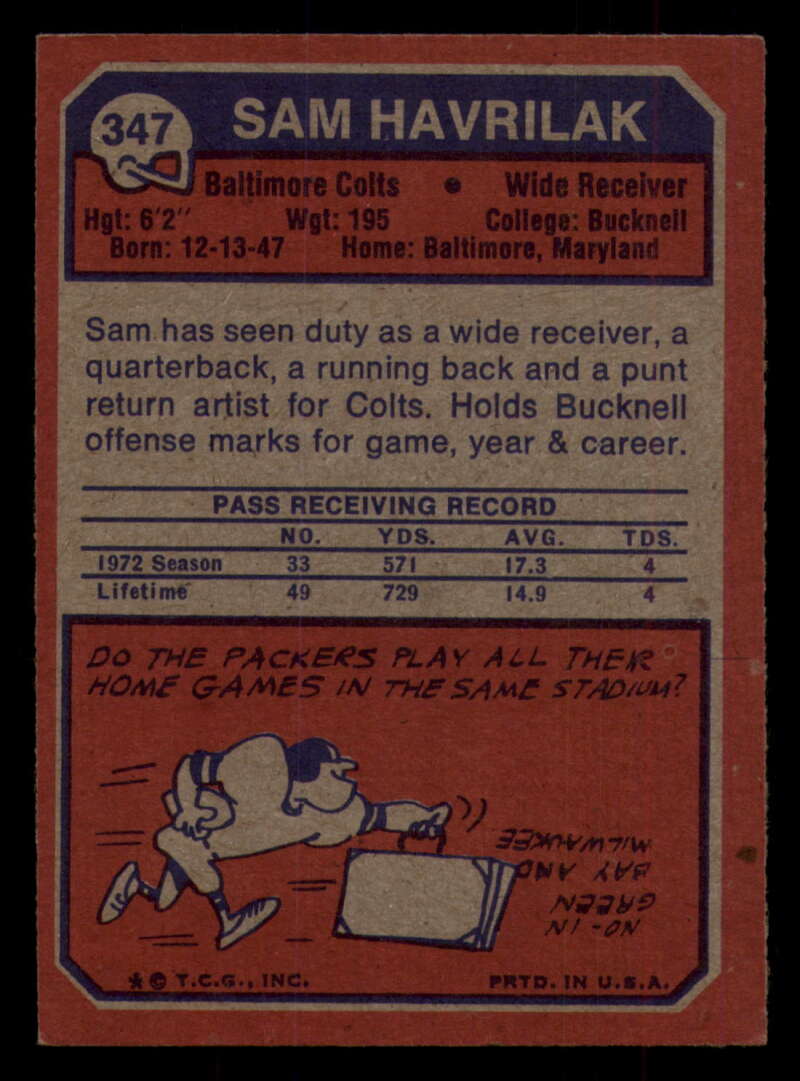 347 SAM HAVRILAK
Baltimore Colts • Wide Receiver
Hgt: 6'2" Wgt: 195 College: Bucknell
Born: 12-13-47 Home: Baltimore, Maryland
Sam has seen duty as a wide receiver, a
quarterback, a running back and a punt
return artist for Colts. Holds Bucknell
offense marks for game, year & career.
PASS RECEIVING RECORD
NO. YDS. AVG. TDS.
1972 Season 33 571 17.3 4
Lifetime 49 729 14.9 4
DO THE PACKERS PLAY ALL THEIR
HOME GAMES IN THE SAME STADIUM?
NO-IN
GREEN
BAY AND
MILWAUKEE
* © T.C.G., INC. PRTD. IN U.S.A.